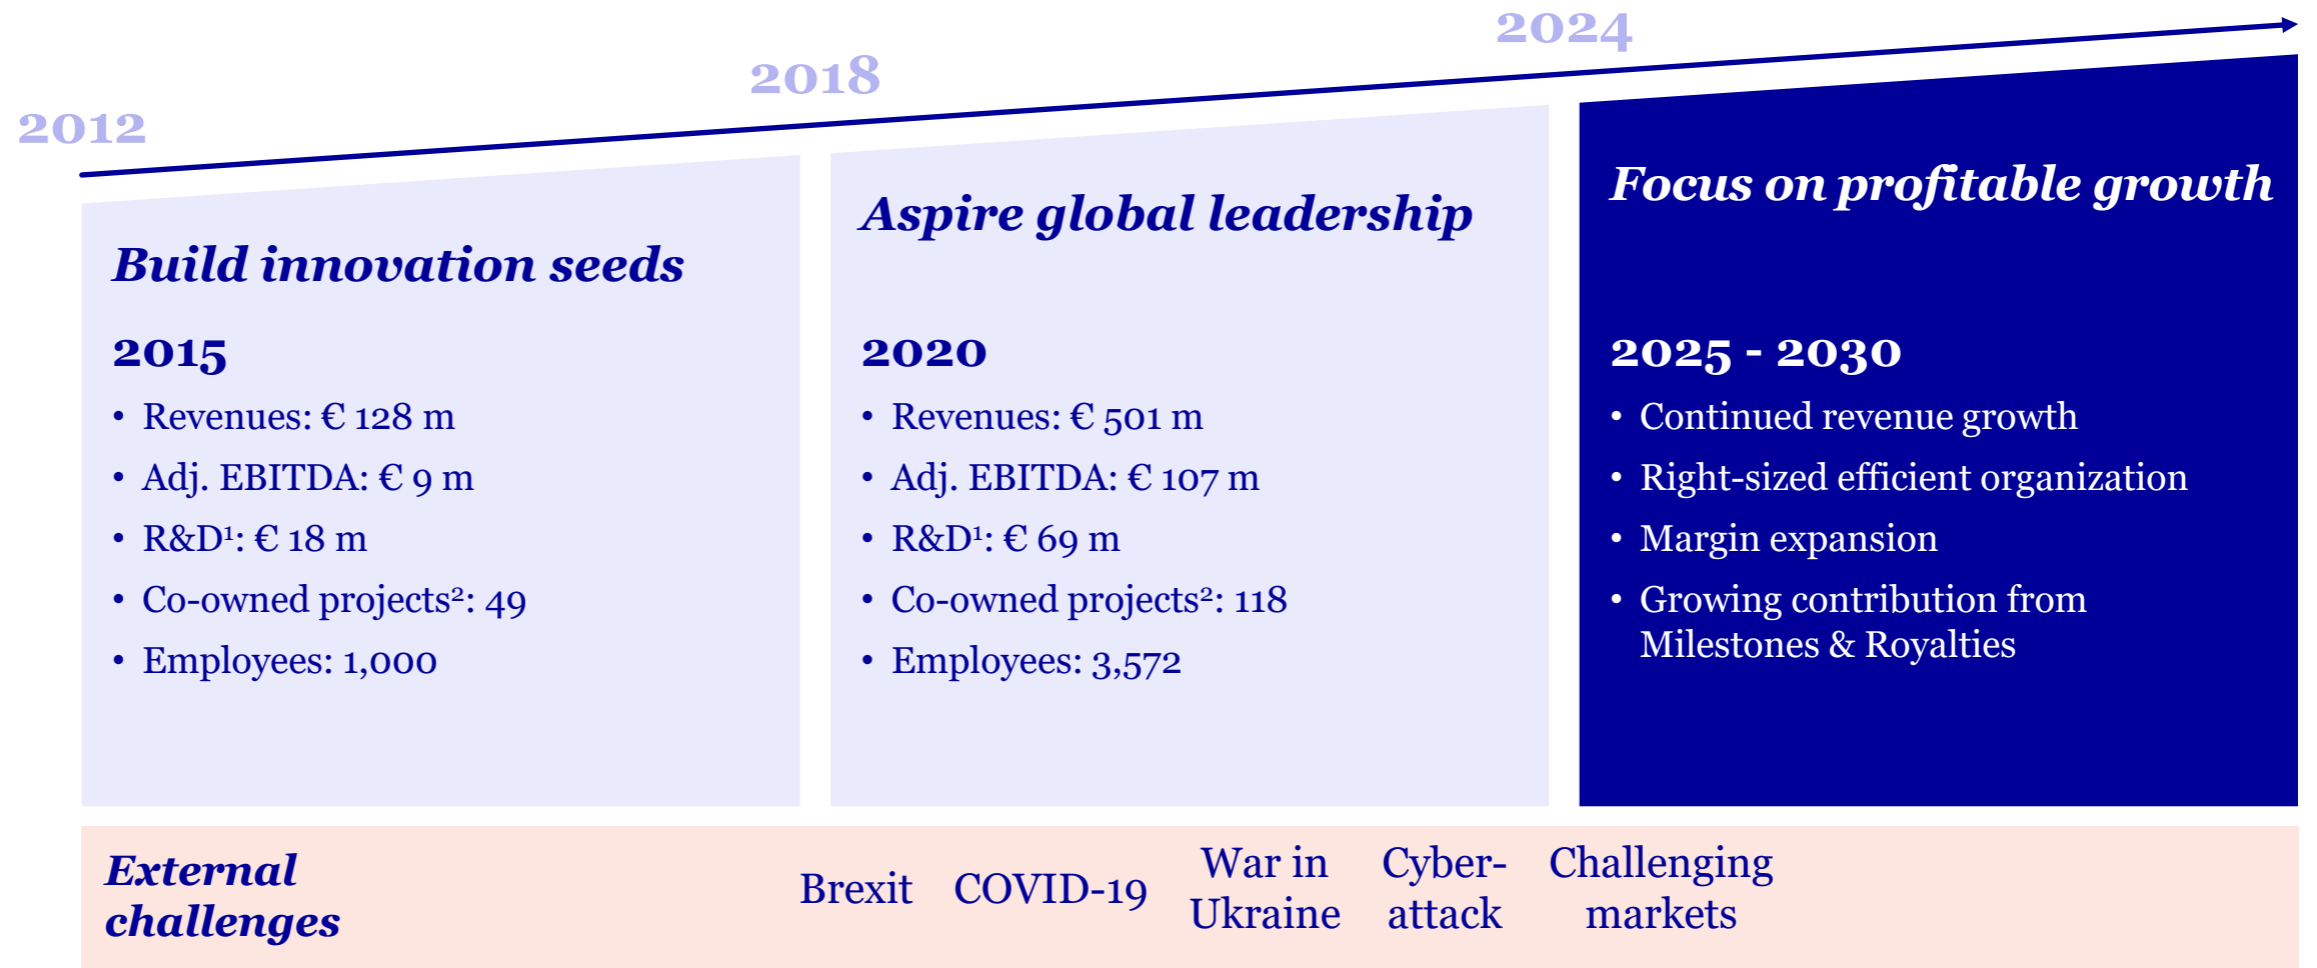 2012
2018
2024
Build innovation seeds
2015
• Revenues: € 128 m
• Adj. EBITDA: € 9 m
• R&D¹: € 18 m
• Co-owned projects²: 49
• Employees: 1,000
Aspire global leadership
2020
• Revenues: € 501 m
• Adj. EBITDA: € 107 m
• R&D¹: € 69 m
• Co-owned projects²: 118
• Employees: 3,572
Focus on profitable growth
2025 - 2030
• Continued revenue growth
• Right-sized efficient organization
• Margin expansion
• Growing contribution from
Milestones & Royalties
External
challenges
Brexit
COVID-19
War in
Ukraine
Cyber-
attack
Challenging
markets